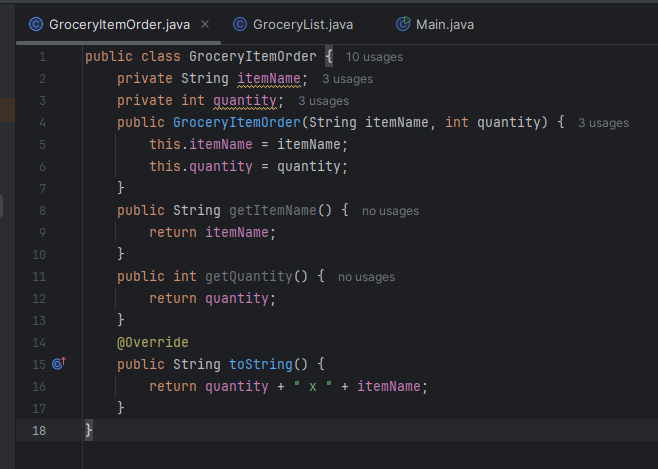 GroceryItemOrder.java × GroceryList.java Main.java
1 public class GroceryItemOrder { 10 usages
2     private String itemName; 3 usages
3     private int quantity; 3 usages
4     public GroceryItemOrder(String itemName, int quantity) { 3 usages
5         this.itemName = itemName;
6         this.quantity = quantity;
7     }
8     public String getItemName() { no usages
9         return itemName;
10     }
11     public int getQuantity() { no usages
12         return quantity;
13     }
14     @Override
15     public String toString() {
16         return quantity + " x " + itemName;
17     }
18 }